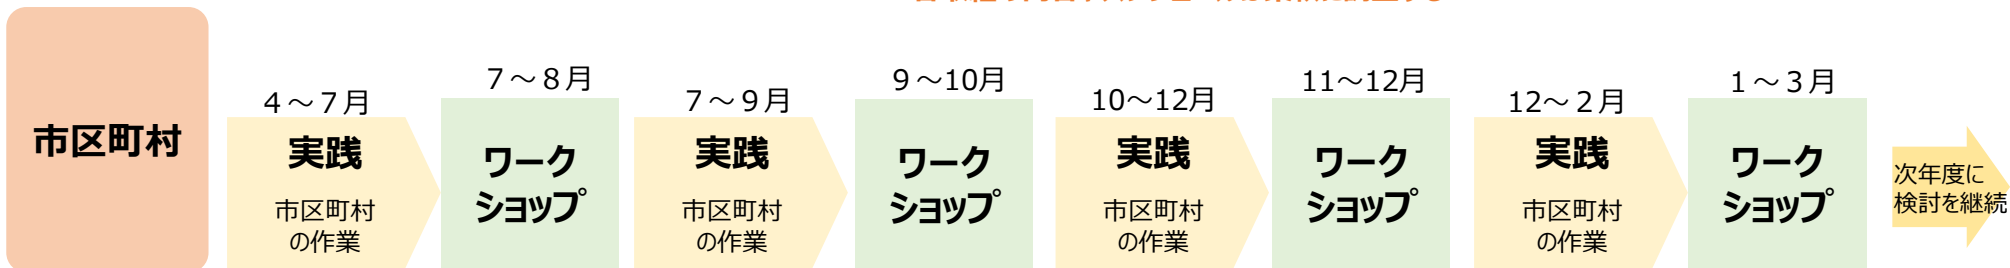 市区町村
4～7月
実践
市区町村
の作業
7～8月
ワーク
ショップ
7～9月
実践
市区町村
の作業
9～10月
ワーク
ショップ
10～12月
実践
市区町村
の作業
11～12月
ワーク
ショップ
12～2月
実践
市区町村
の作業
1～3月
ワーク
ショップ
次年度に
検討を継続